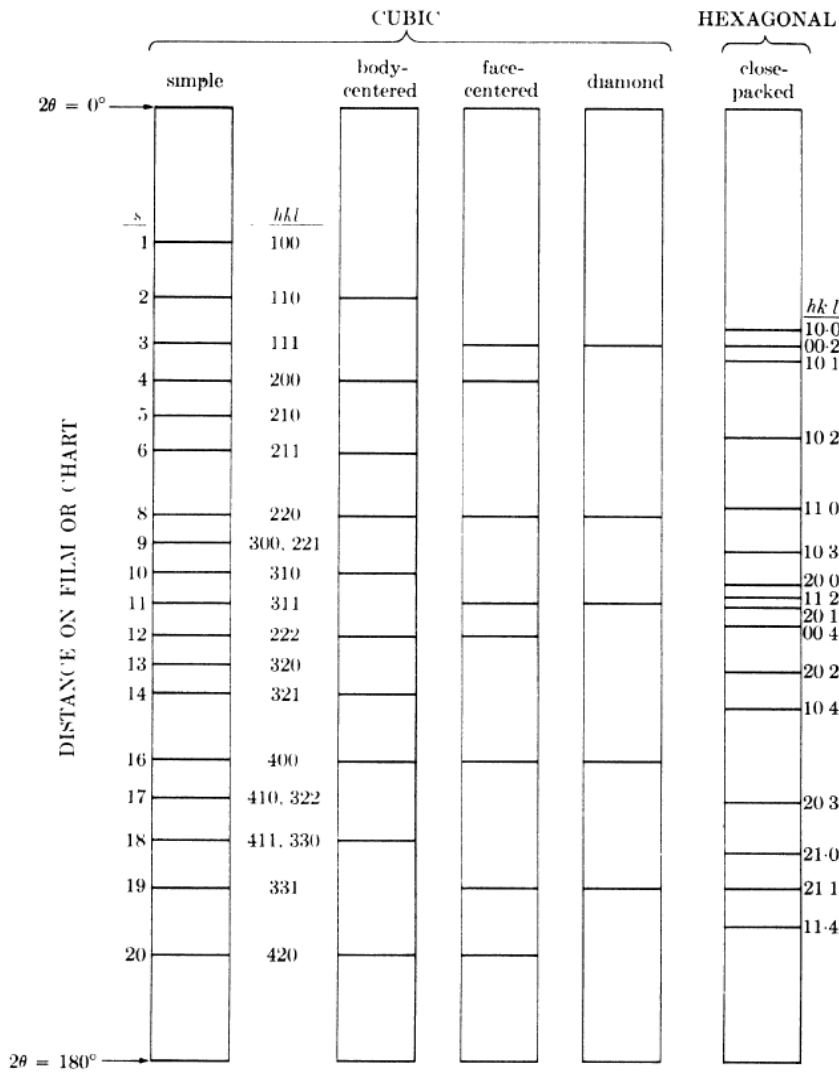 CUBIC HEXAGONAL
simple body-centered face-centered diamond close-packed
2θ = 0°
s hkl
1 100
2 110
hk l
10·0
3 111 00·2
10 1
4 200
5 210
10 2
6 211
8 220 11 0
9 300, 221 10 3
10 310 20 0
11 311 11 2
20 1
12 222 00 4
13 320 20 2
14 321 10 4
16 400
17 410, 322 20 3
18 411, 330 21·0
19 331 21 1
11·4
20 420
2θ = 180°
DISTANCE ON FILM OR CHART